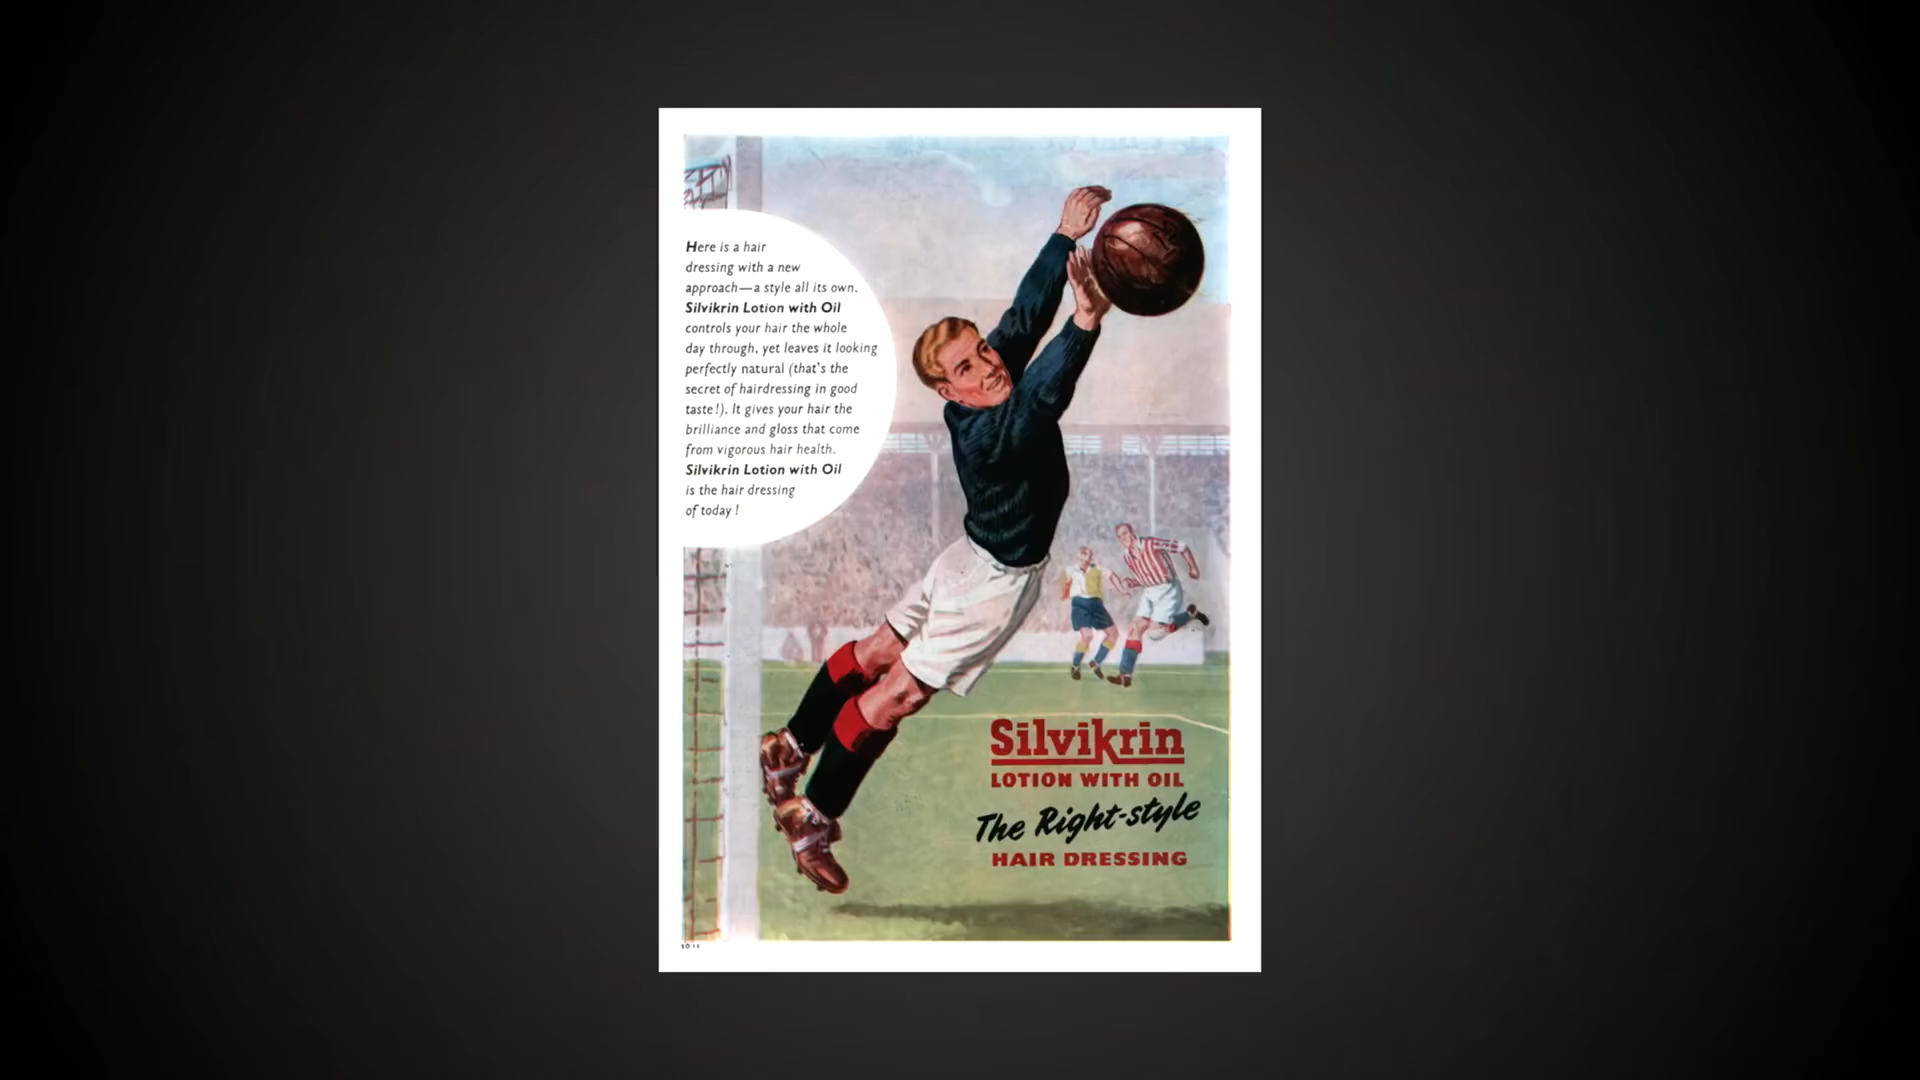 Here is a hair
dressing with a new
approach—a style all its own.
Silvikrin Lotion with Oil
controls your hair the whole
day through, yet leaves it looking
perfectly natural (that's the
secret of hairdressing in good
taste!). It gives your hair the
brilliance and gloss that come
from vigorous hair health.
Silvikrin Lotion with Oil
is the hair dressing
of today!
Silvikrin
LOTION WITH OIL
The Right-style
HAIR DRESSING